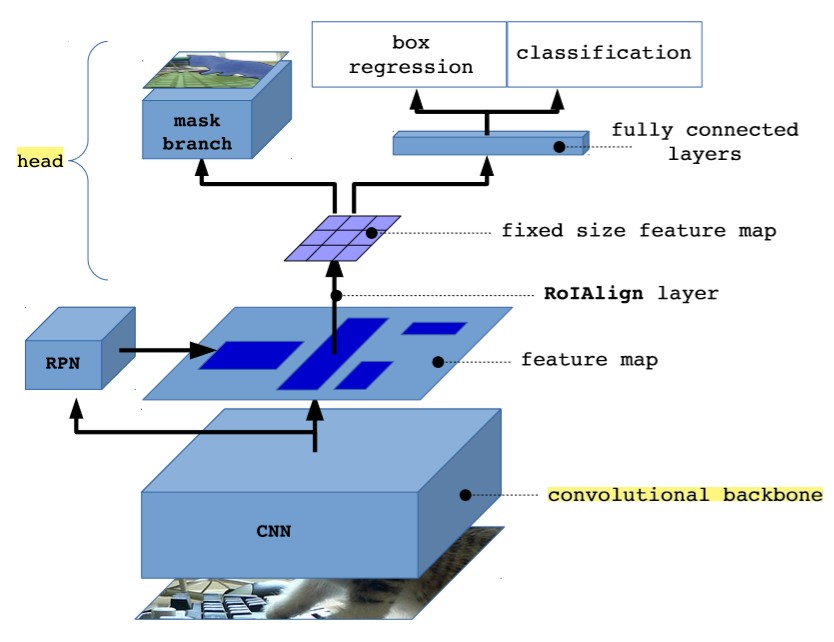 box
regression
classification
mask
branch
fully connected
layers
head
fixed size feature map
RoIAlign layer
RPN
feature map
convolutional backbone
CNN